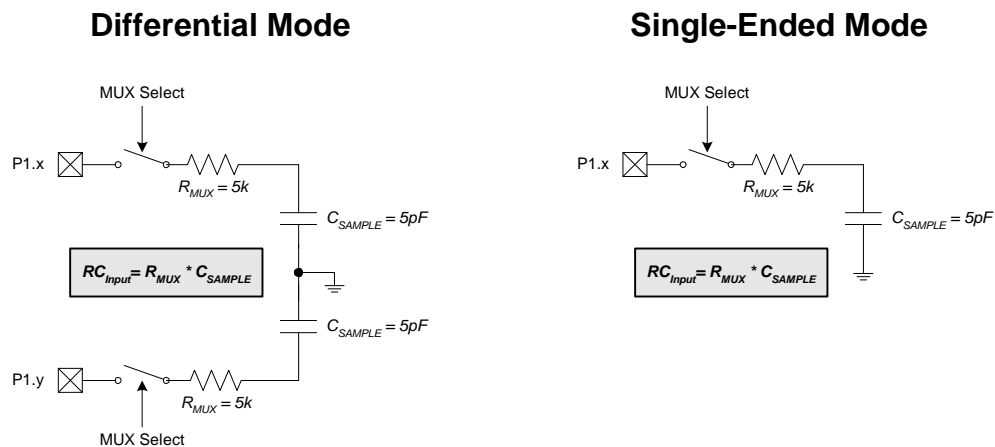 Differential Mode
MUX Select
P1.x
R_MUX = 5k
C_SAMPLE = 5pF
RC_Input= R_MUX * C_SAMPLE
C_SAMPLE = 5pF
P1.y
R_MUX = 5k
MUX Select
Single-Ended Mode
MUX Select
P1.x
R_MUX = 5k
C_SAMPLE = 5pF
RC_Input= R_MUX * C_SAMPLE